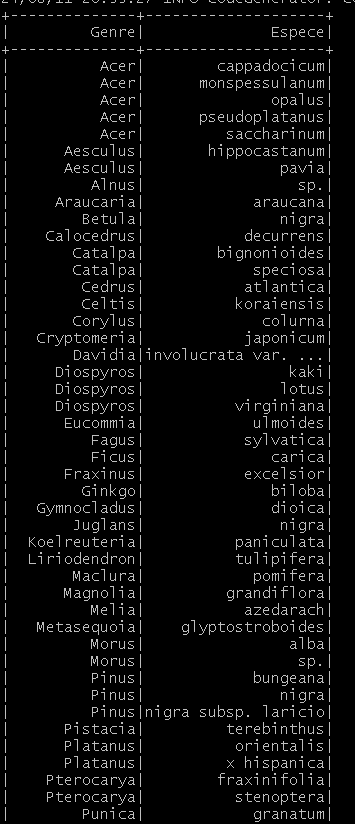 Genre Espece
Acer cappadocicum
Acer monspessulanum
Acer opalus
Acer pseudoplatanus
Acer saccharinum
Aesculus hippocastanum
Aesculus pavia
Alnus sp.
Araucaria araucana
Betula nigra
Calocedrus decurrens
Catalpa bignonioides
Catalpa speciosa
Cedrus atlantica
Celtis koraiensis
Corylus colurna
Cryptomeria japonicum
Davidia involucrata var. ...
Diospyros kaki
Diospyros lotus
Diospyros virginiana
Eucommia ulmoides
Fagus sylvatica
Ficus carica
Fraxinus excelsior
Ginkgo biloba
Gymnocladus dioica
Juglans nigra
Koelreuteria paniculata
Liriodendron tulipifera
Maclura pomifera
Magnolia grandiflora
Melia azedarach
Metasequoia glyptostroboides
Morus alba
Morus sp.
Pinus bungeana
Pinus nigra
Pinus nigra subsp. laricio
Pistacia terebinthus
Platanus orientalis
Platanus x hispanica
Pterocarya fraxinifolia
Pterocarya stenoptera
Punica granatum